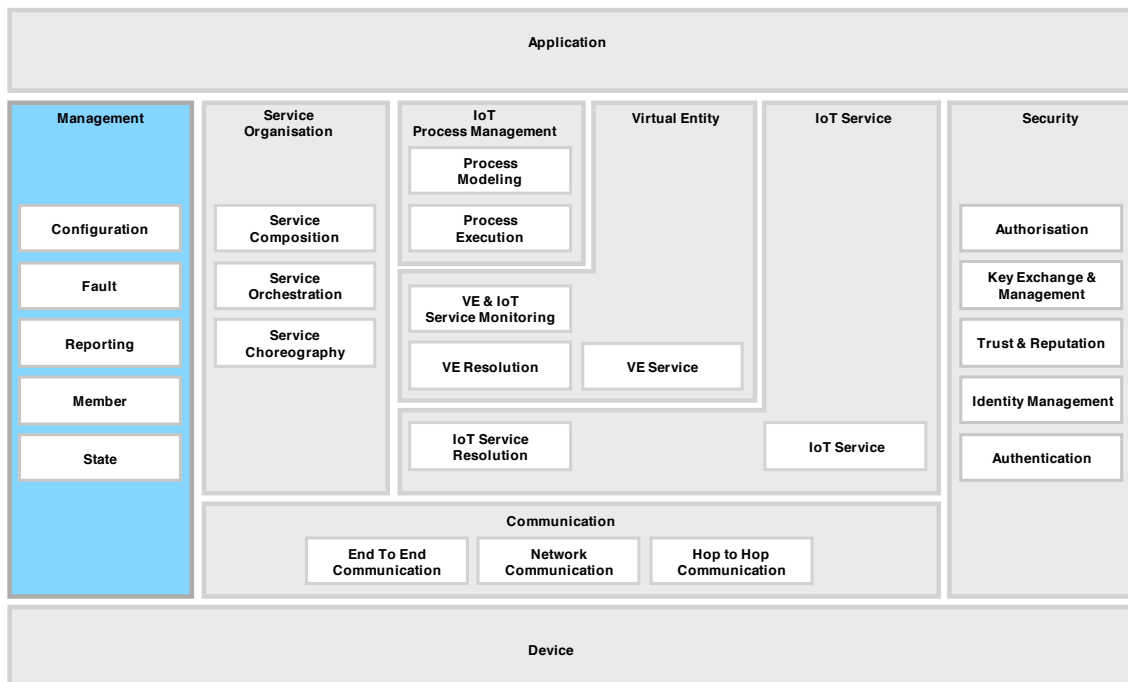 Application
Management
Configuration
Fault
Reporting
Member
State
Service
Organisation
Service
Composition
Service
Orchestration
Service
Choreography
IoT
Process Management
Process
Modeling
Process
Execution
Virtual Entity
VE & IoT
Service Monitoring
VE Resolution
VE Service
IoT Service
IoT Service
Resolution
IoT Service
Security
Authorisation
Key Exchange &
Management
Trust & Reputation
Identity Management
Authentication
Communication
End To End
Communication
Network
Communication
Hop to Hop
Communication
Device